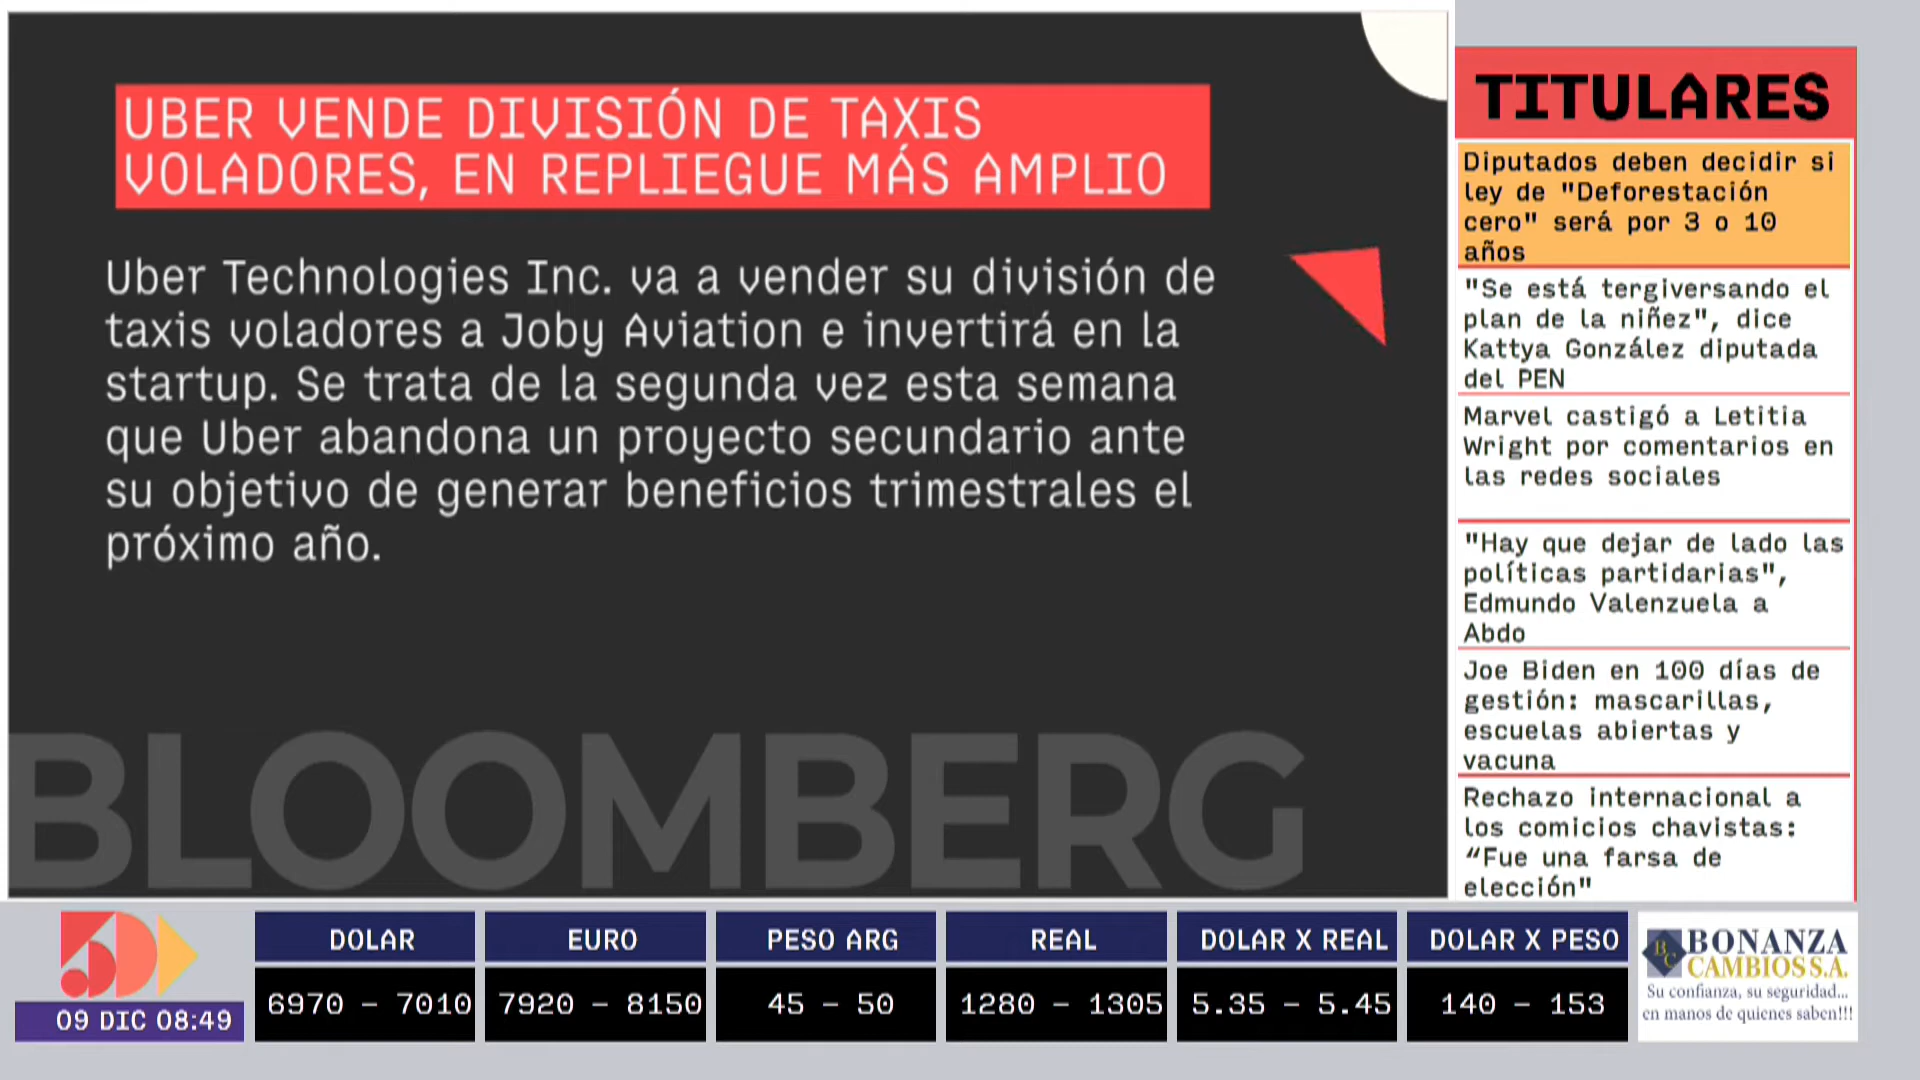 UBER VENDE DIVISIÓN DE TAXIS
VOLADORES, EN REPLIEGUE MÁS AMPLIO
Uber Technologies Inc. va a vender su división de
taxis voladores a Joby Aviation e invertirá en la
startup. Se trata de la segunda vez esta semana
que Uber abandona un proyecto secundario ante
su objetivo de generar beneficios trimestrales el
próximo año.
BLOOMBERG
TITULARES
Diputados deben decidir si
ley de "Deforestación
cero" será por 3 o 10
años
"Se está tergiversando el
plan de la niñez", dice
Kattya González diputada
del PEN
Marvel castigó a Letitia
Wright por comentarios en
las redes sociales
"Hay que dejar de lado las
políticas partidarias",
Edmundo Valenzuela a
Abdo
Joe Biden en 100 días de
gestión: mascarillas,
escuelas abiertas y
vacuna
Rechazo internacional a
los comicios chavistas:
“Fue una farsa de
elección"
09 DIC 08:49
DOLAR
6970 - 7010
EURO
7920 - 8150
PESO ARG
45 - 50
REAL
1280 - 1305
DOLAR X REAL
5.35 - 5.45
DOLAR X PESO
140 - 153
BC
BONANZA
CAMBIOS S.A.
Su confianza, su seguridad...
en manos de quienes saben!!!